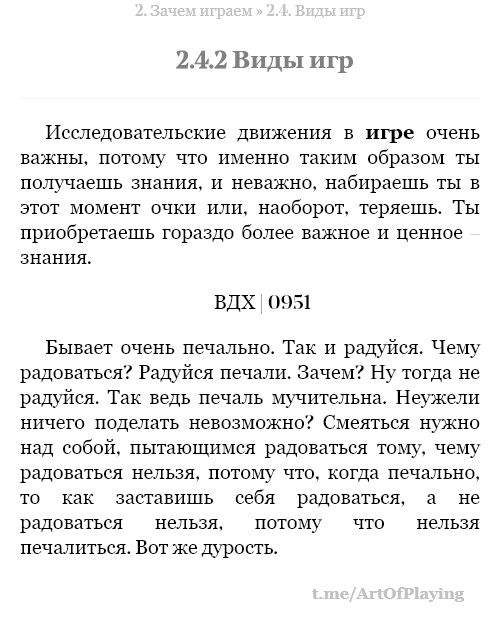 2. Зачем играем » 2.4. Виды игр
2.4.2 Виды игр
Исследовательские движения в игре очень
важны, потому что именно таким образом ты
получаешь знания, и неважно, набираешь ты в
этот момент очки или, наоборот, теряешь. Ты
приобретаешь гораздо более важное и ценное –
знания.
ВДХ | 0951
Бывает очень печально. Так и радуйся. Чему
радоваться? Радуйся печали. Зачем? Ну тогда не
радуйся. Так ведь печаль мучительна. Неужели
ничего поделать невозможно? Смеяться нужно
над собой, пытающимся радоваться тому, чему
радоваться нельзя, потому что, когда печально,
то как заставишь себя радоваться, а не
радоваться нельзя, потому что нельзя
печалиться. Вот же дурость.
t.me/ArtOfPlaying